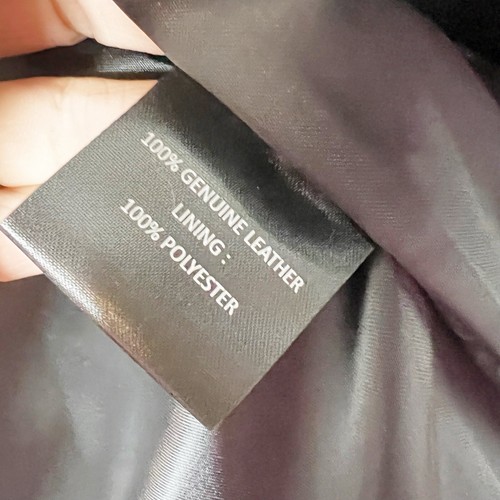 100% GENUINE LEATHER
LINING :
100% POLYESTER